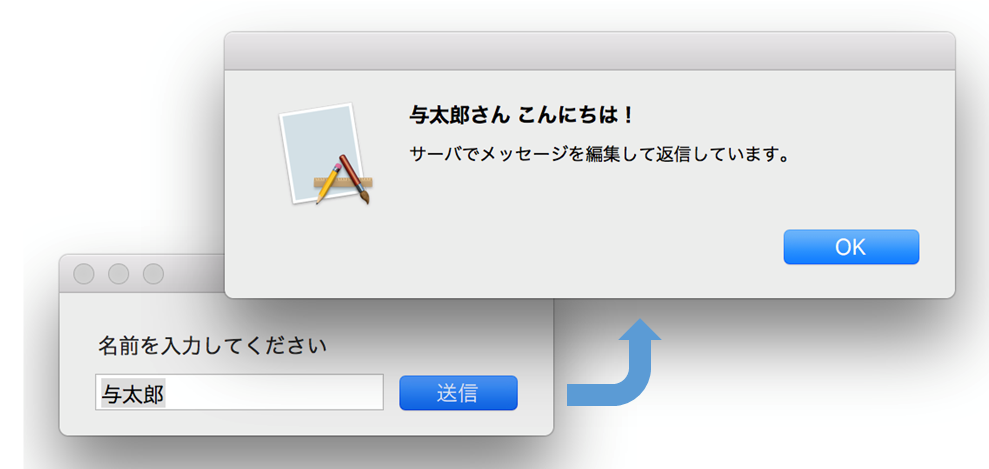 与太郎さん こんにちは！
サーバでメッセージを編集して返信しています。
OK
名前を入力してください
与太郎
送信